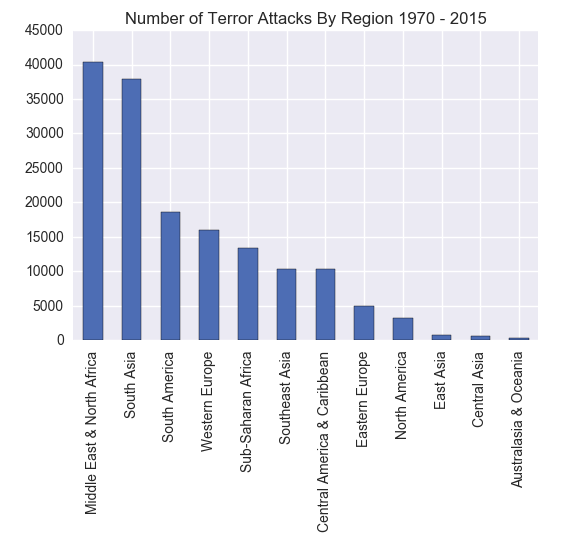 Number of Terror Attacks By Region 1970 - 2015
45000
40000
35000
30000
25000
20000
15000
10000
5000
0
Middle East & North Africa
South Asia
South America
Western Europe
Sub-Saharan Africa
Southeast Asia
Central America & Caribbean
Eastern Europe
North America
East Asia
Central Asia
Australasia & Oceania